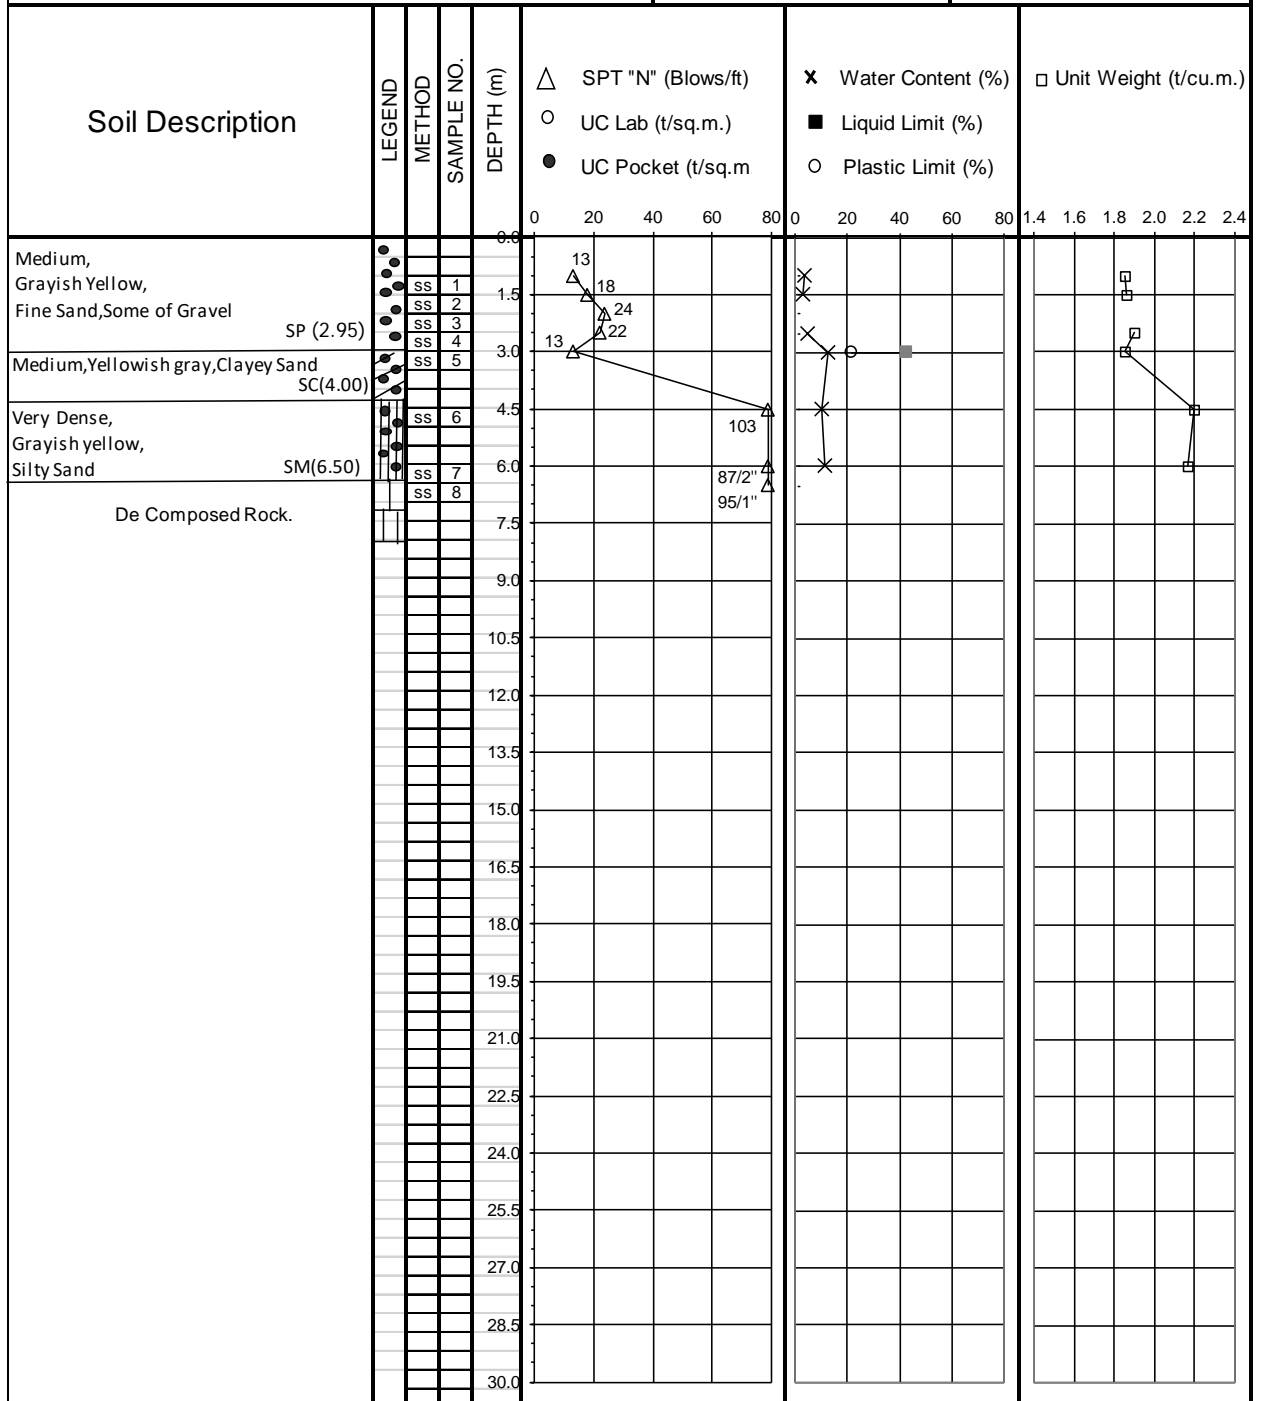 Soil Description
LEGEND
METHOD
SAMPLE NO.
DEPTH (m)
SPT "N" (Blows/ft)
UC Lab (t/sq.m.)
UC Pocket (t/sq.m
Water Content (%)
Liquid Limit (%)
Plastic Limit (%)
Unit Weight (t/cu.m.)
0 20 40 60 80
0 20 40 60 80
1.4 1.6 1.8 2.0 2.2 2.4
0.0
Medium,
Grayish Yellow,
Fine Sand,Some of Gravel
SP (2.95)
Medium,Yellowish gray,Clayey Sand
SC(4.00)
Very Dense,
Grayish yellow,
Silty Sand SM(6.50)
De Composed Rock.
ss 1
ss 2
ss 3
ss 4
ss 5
ss 6
ss 7
ss 8
1.5
3.0
4.5
6.0
7.5
9.0
10.5
12.0
13.5
15.0
16.5
18.0
19.5
21.0
22.5
24.0
25.5
27.0
28.5
30.0
13
18
24
22
13
103
87/2"
95/1"